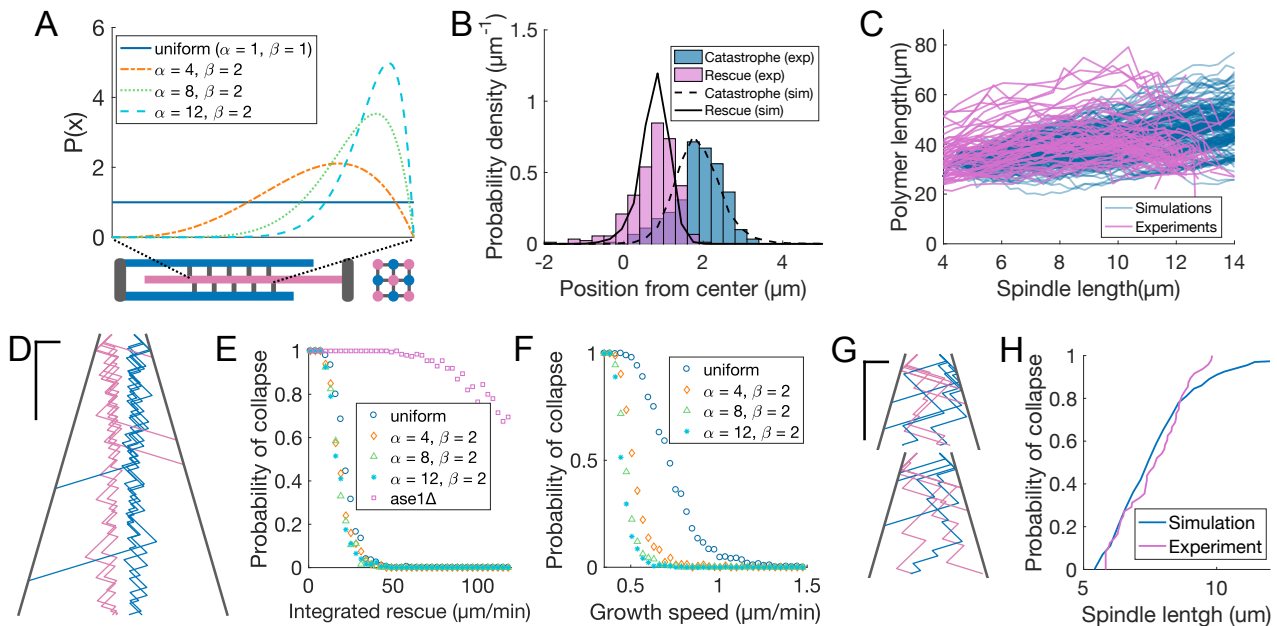 A
6
4
2
0
P(x)
uniform (α = 1, β = 1)
α = 4, β = 2
α = 8, β = 2
α = 12, β = 2
B
1.5
1
0.5
0
Probability density (µm⁻¹)
Catastrophe (exp)
Rescue (exp)
Catastrophe (sim)
Rescue (sim)
-2
0
2
4
Position from center (µm)
C
80
60
40
20
0
Polymer length(µm)
Simulations
Experiments
4
6
8
10
12
14
Spindle length(µm)
D
E
1
0.8
0.6
0.4
0.2
0
Probability of collapse
uniform
α = 4, β = 2
α = 8, β = 2
α = 12, β = 2
ase1Δ
0
50
100
Integrated rescue (µm/min)
F
1
0.5
0
Probability of collapse
uniform
α = 4, β = 2
α = 8, β = 2
α = 12, β = 2
0.5
1
1.5
Growth speed (µm/min)
G
H
1.0
0.8
0.6
0.4
0.2
0
Probability of collapse
Simulation
Experiment
5
10
Spindle lentgh (um)